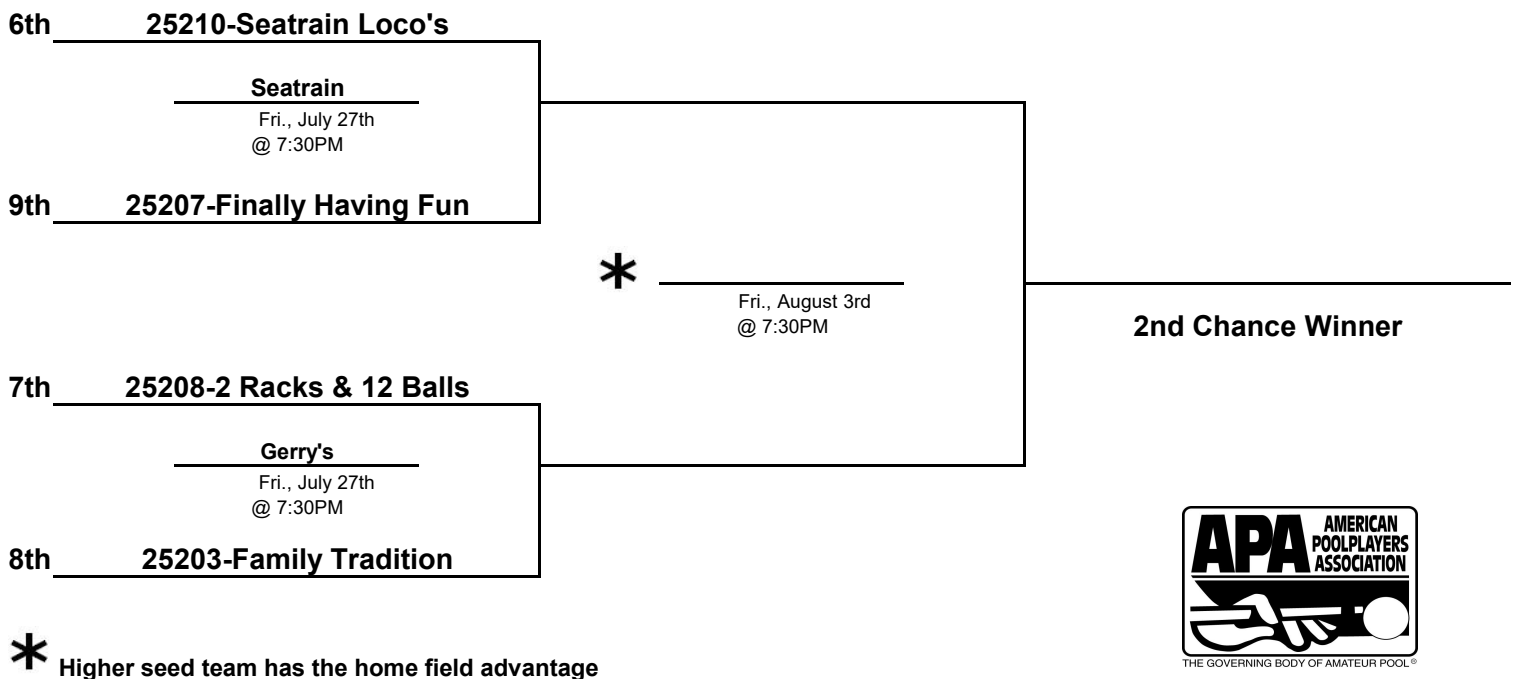 6th 25210-Seatrain Loco's
Seatrain
Fri., July 27th
@ 7:30PM
9th 25207-Finally Having Fun
*
Fri., August 3rd
@ 7:30PM
2nd Chance Winner
7th 25208-2 Racks & 12 Balls
Gerry's
Fri., July 27th
@ 7:30PM
8th 25203-Family Tradition
* Higher seed team has the home field advantage
APA
AMERICAN
POOLPLAYERS
ASSOCIATION
THE GOVERNING BODY OF AMATEUR POOL®